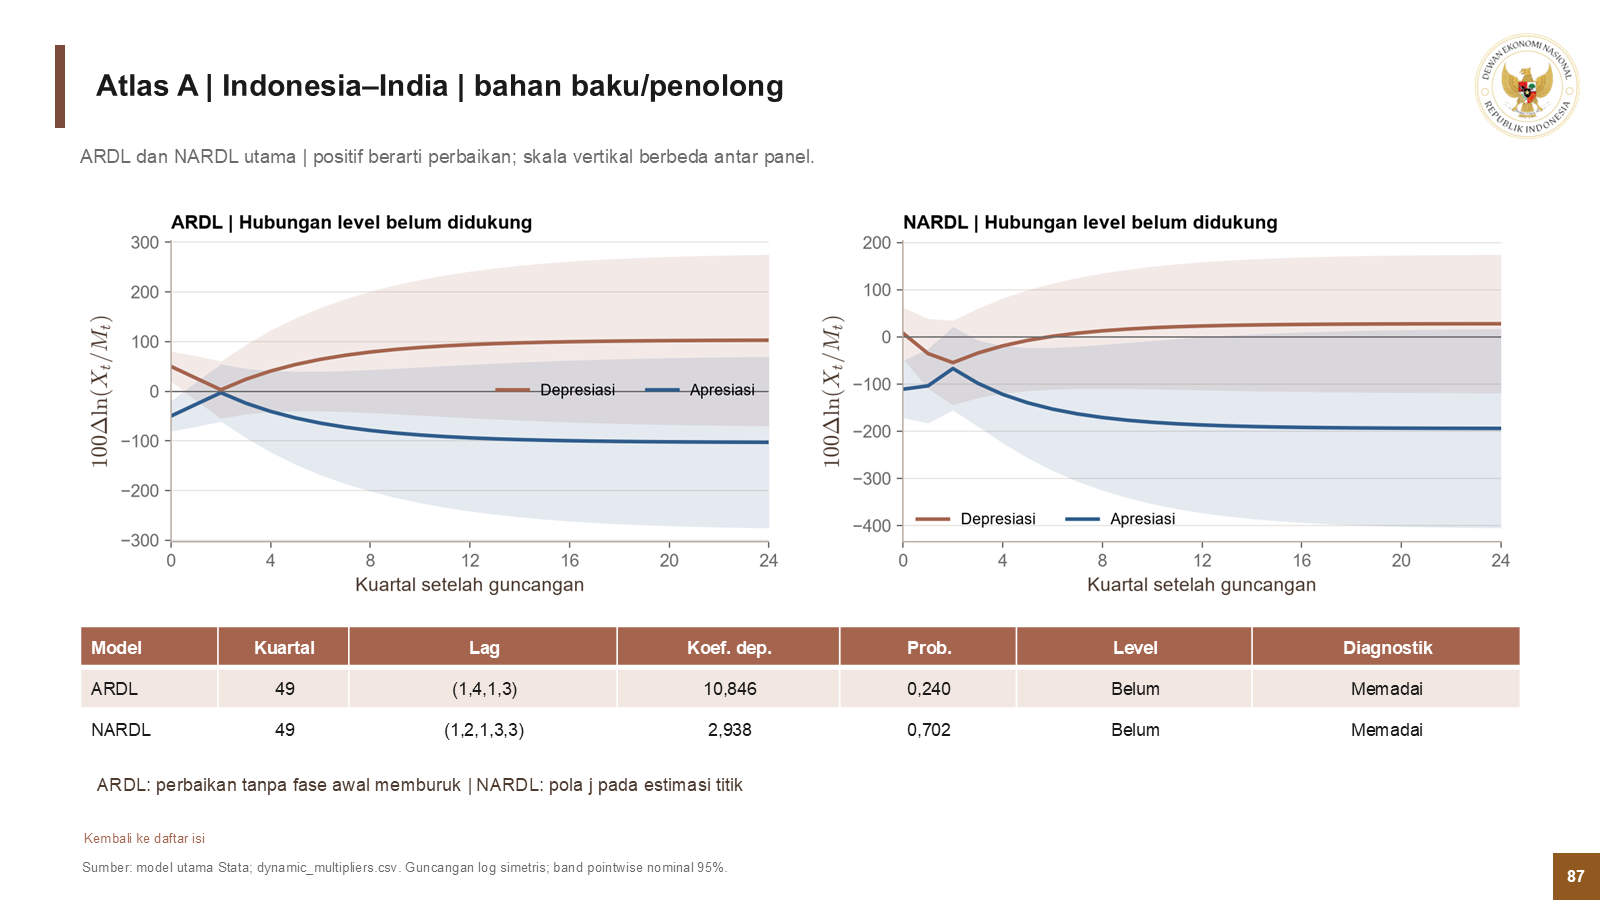 Atlas A | Indonesia–India | bahan baku/penolong
DEWAN EKONOMI NASIONAL
REPUBLIK INDONESIA
ARDL dan NARDL utama | positif berarti perbaikan; skala vertikal berbeda antar panel.
ARDL | Hubungan level belum didukung
300
200
100
0
−100
−200
−300
100Δln(Xt/Mt)
Depresiasi
Apresiasi
0 4 8 12 16 20 24
Kuartal setelah guncangan
NARDL | Hubungan level belum didukung
200
100
0
−100
−200
−300
−400
100Δln(Xt/Mt)
Depresiasi
Apresiasi
0 4 8 12 16 20 24
Kuartal setelah guncangan
Model Kuartal Lag Koef. dep. Prob. Level Diagnostik
ARDL 49 (1,4,1,3) 10,846 0,240 Belum Memadai
NARDL 49 (1,2,1,3,3) 2,938 0,702 Belum Memadai
ARDL: perbaikan tanpa fase awal memburuk | NARDL: pola j pada estimasi titik
Kembali ke daftar isi
Sumber: model utama Stata; dynamic_multipliers.csv. Guncangan log simetris; band pointwise nominal 95%.
87